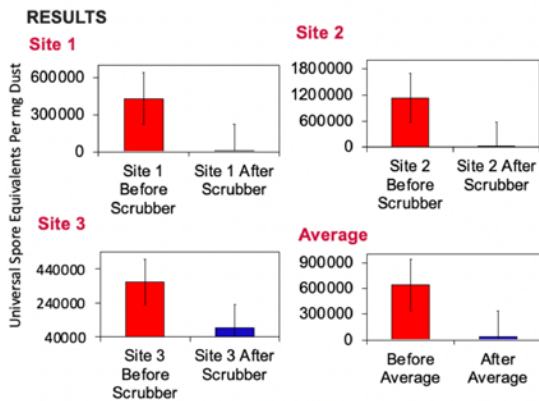 RESULTS
Site 1
Universal Spore Equivalents Per mg Dust
600000
300000
0
Site 1 Before Scrubber
Site 1 After Scrubber
Site 2
1800000
1200000
600000
0
Site 2 Before Scrubber
Site 2 After Scrubber
Site 3
440000
240000
40000
Site 3 Before Scrubber
Site 3 After Scrubber
Average
900000
600000
300000
0
Before Average
After Average